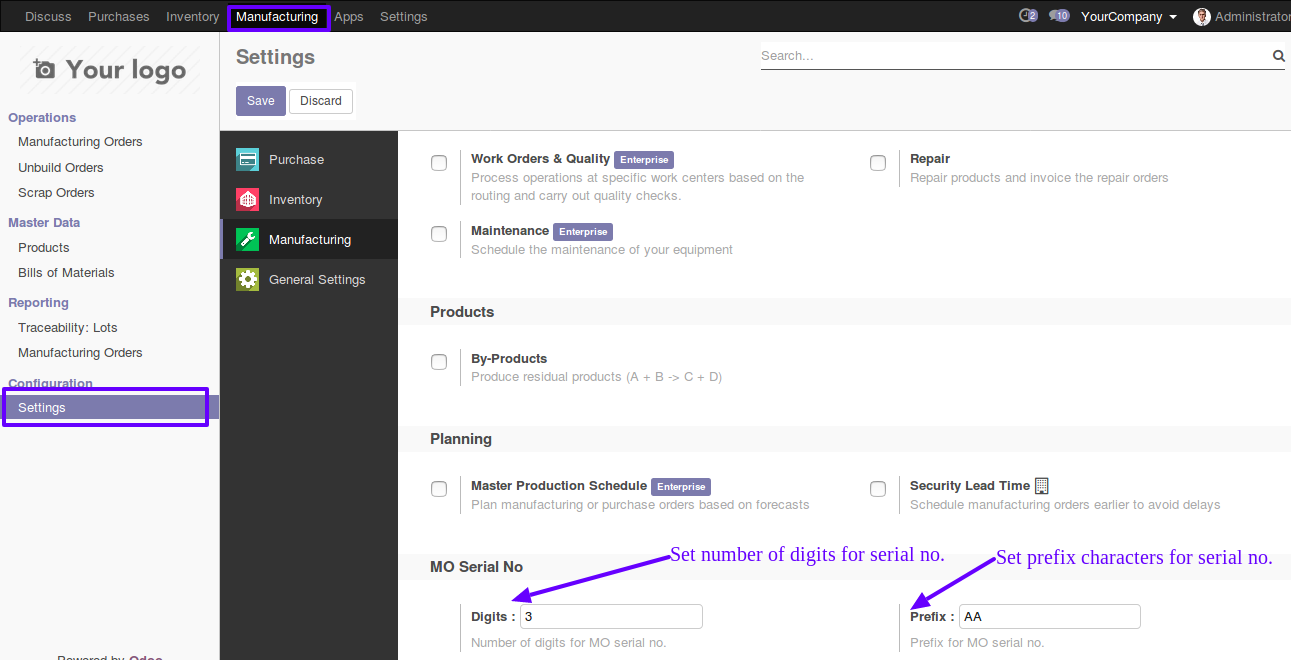 Discuss Purchases Inventory Manufacturing Apps Settings 2 10 YourCompany Administrator
Your logo
Settings
Search...
Save Discard
Operations
Manufacturing Orders
Unbuild Orders
Scrap Orders
Master Data
Products
Bills of Materials
Reporting
Traceability: Lots
Manufacturing Orders
Configuration
Settings
Powered by Odoo
Purchase
Inventory
Manufacturing
General Settings
Work Orders & Quality Enterprise
Process operations at specific work centers based on the
routing and carry out quality checks.
Repair
Repair products and invoice the repair orders
Maintenance Enterprise
Schedule the maintenance of your equipment
Products
By-Products
Produce residual products (A + B -> C + D)
Planning
Master Production Schedule Enterprise
Plan manufacturing or purchase orders based on forecasts
Security Lead Time
Schedule manufacturing orders earlier to avoid delays
Set number of digits for serial no.
Set prefix characters for serial no.
MO Serial No
Digits : 3
Number of digits for MO serial no.
Prefix : AA
Prefix for MO serial no.